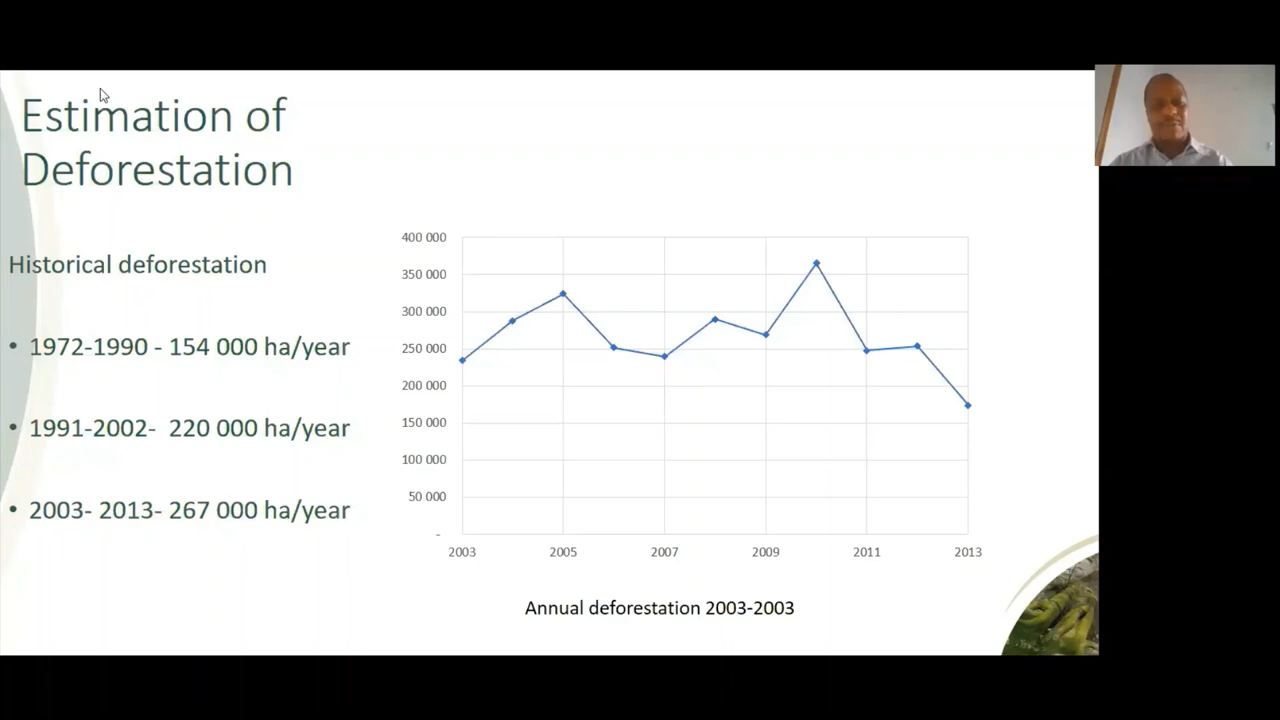 Estimation of
Deforestation
Historical deforestation
• 1972-1990 - 154 000 ha/year
• 1991-2002-  220 000 ha/year
• 2003- 2013- 267 000 ha/year
400 000
350 000
300 000
250 000
200 000
150 000
100 000
50 000
-
2003 2005 2007 2009 2011 2013
Annual deforestation 2003-2003